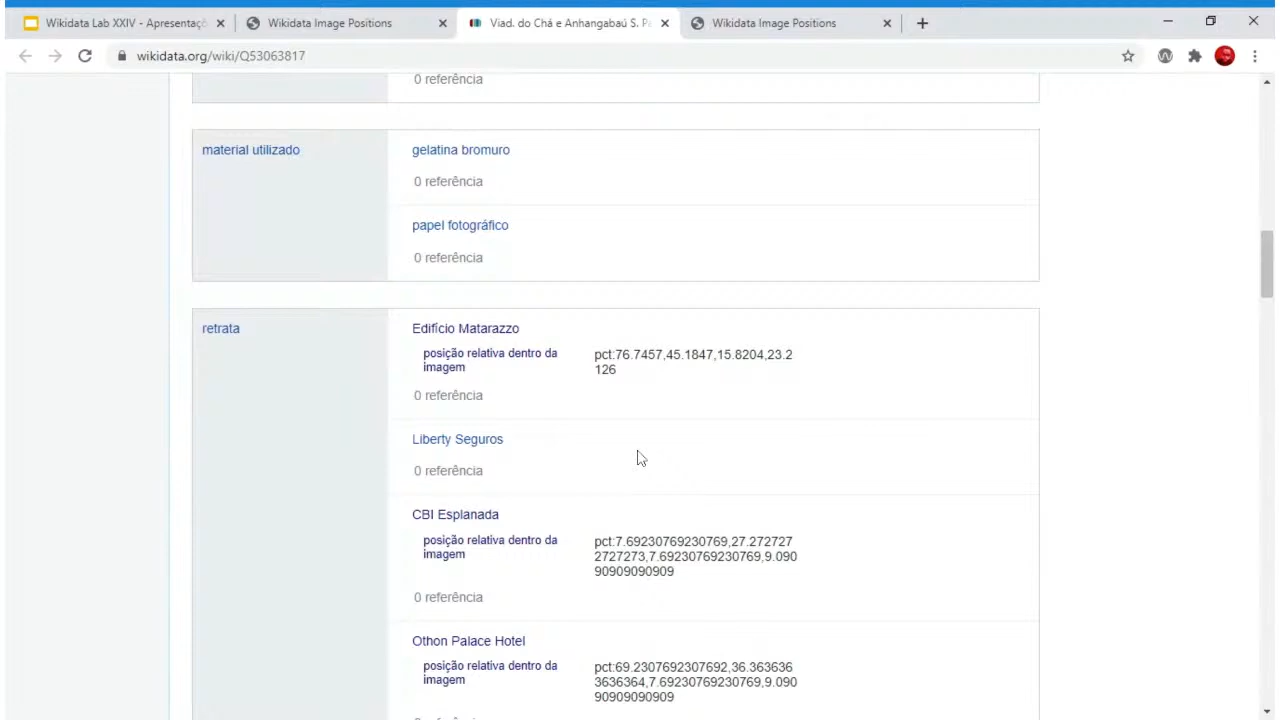 Wikidata Lab XXIV - Apresentaçõ
Wikidata Image Positions
Viad. do Chá e Anhangabaú S. Pa
Wikidata Image Positions
wikidata.org/wiki/Q53063817
0 referência
material utilizado
gelatina bromuro
0 referência
papel fotográfico
0 referência
retrata
Edifício Matarazzo
posição relativa dentro da
imagem
pct:76.7457,45.1847,15.8204,23.2
126
0 referência
Liberty Seguros
0 referência
CBI Esplanada
posição relativa dentro da
imagem
pct:7.69230769230769,27.272727
2727273,7.69230769230769,9.090
90909090909
0 referência
Othon Palace Hotel
posição relativa dentro da
imagem
pct:69.2307692307692,36.363636
3636364,7.69230769230769,9.090
90909090909